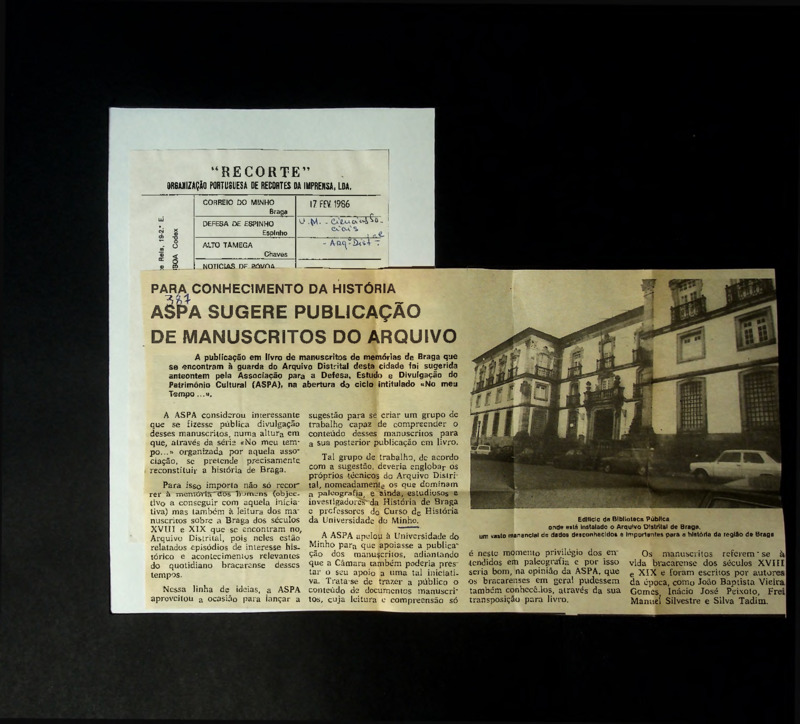 "RECORTE"
ORGANIZAÇÃO PORTUGUESA DE RECORTES DA IMPRENSA, LDA.
CORREIO DO MINHO
Braga
17 FEV 1986
DEFESA DE ESPINHO
Espinho
U.M. - Ciências So-
ciais
ALTO TÂMEGA
Chaves
- Arqº Dist-al
NOTÍCIAS DE POVOA
Rela, 19-2.º E.
BOA Codex
PARA CONHECIMENTO DA HISTÓRIA
387
ASPA SUGERE PUBLICAÇÃO
DE MANUSCRITOS DO ARQUIVO
A publicação em livro de manuscritos de memórias de Braga que
se encontram à guarda do Arquivo Distrital desta cidade foi sugerida
anteontem pela Associação para a Defesa, Estudo e Divulgação do
Património Cultural (ASPA), na abertura do ciclo intitulado «No meu
Tempo ...»,
A ASPA considerou interessante
que se fizesse pública divulgação
desses manuscritos, numa altura em
que, através da série «No meu tem-
po...» organizada por aquela asso-
ciação, se pretende precisamente
reconstituir a história de Braga.
Para isso importa não só recor-
rer à memória dos homens (objec-
tivo a conseguir com aquela inicia-
tiva) mas também à leitura dos ma-
nuscritos sobre a Braga dos séculos
XVIII e XIX que se encontram no,
Arquivo Distrital, pois neles estão
relatados episódios de interesse his-
tórico e acontecimentos relevantes
do quotidiano bracarense desses
tempos.
Nessa linha de ideias, a ASPA
aproveitou a ocasião para lançar a
sugestão para se criar um grupo de
trabalho capaz de compreender o
conteúdo desses manuscritos para
a sua posterior publicação em livro.
Tal grupo de trabalho, de acordo
com a sugestão, deveria englobar os
próprios técnicos do Arquivo Distri-
tal, nomeadamente os que dominam
a paleografia e, ainda, estudiosos e
investigadores da História de Braga
e professores do Curso de História
da Universidade do Minho.
A ASPA apelou à Universidade do
Minho para que apoiasse a publica-
ção dos manuscritos, adiantando
que a Câmara também poderia pres-
tar o seu apoio a uma tal iniciati-
va. Trata-se de trazer a público o
conteúdo de documentos manuscri-
tos, cuja leitura e compreensão só
Edifício da Biblioteca Pública
onde está instalado o Arquivo Distrital de Braga,
um vasto manancial de dados desconhecidos e importantes para a história da região de Braga
é neste momento privilégio dos en-
tendidos em paleografia e por isso
seria bom, na opinião da ASPA, que
os bracarenses em geral pudessem
também conhecê-los, através da sua
transposição para livro.
Os manuscritos referem-se à
vida bracarense dos séculos XVIII
e XIX e foram escritos por autores
da época, como João Baptista Vieira
Gomes, Inácio José Peixoto, Frei
Manuel Silvestre e Silva Tadim.